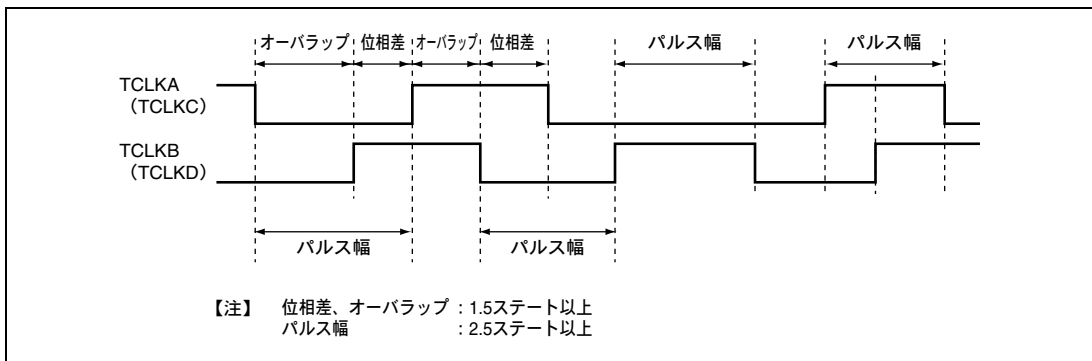 オーバラップ 位相差 オーバラップ 位相差 パルス幅 パルス幅
TCLKA
（TCLKC）
TCLKB
（TCLKD）
パルス幅 パルス幅
【注】 位相差、オーバラップ：1.5ステート以上
パルス幅 ：2.5ステート以上